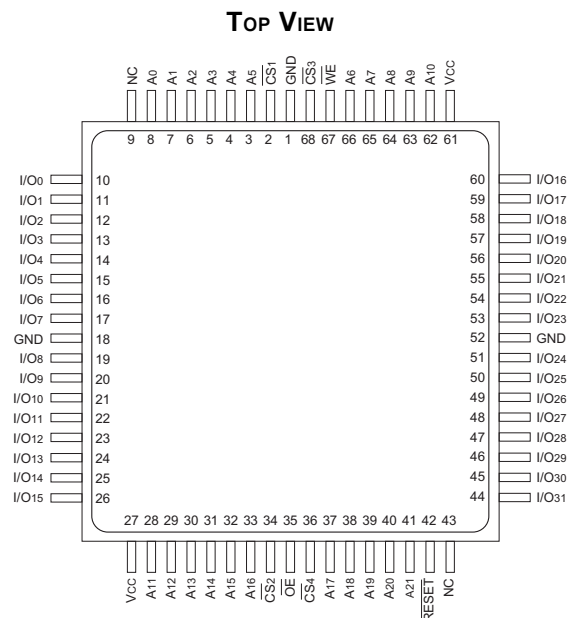 TOP VIEW
NC A0 A1 A2 A3 A4 A5 CS1 GND CS3 WE A6 A7 A8 A9 A10 VCC
9 8 7 6 5 4 3 2 1 68 67 66 65 64 63 62 61
I/O0 10 60 I/O16
I/O1 11 59 I/O17
I/O2 12 58 I/O18
I/O3 13 57 I/O19
I/O4 14 56 I/O20
I/O5 15 55 I/O21
I/O6 16 54 I/O22
I/O7 17 53 I/O23
GND 18 52 GND
I/O8 19 51 I/O24
I/O9 20 50 I/O25
I/O10 21 49 I/O26
I/O11 22 48 I/O27
I/O12 23 47 I/O28
I/O13 24 46 I/O29
I/O14 25 45 I/O30
I/O15 26 44 I/O31
27 28 29 30 31 32 33 34 35 36 37 38 39 40 41 42 43
VCC A11 A12 A13 A14 A15 A16 CS2 OE CS4 A17 A18 A19 A20 A21 RESET NC